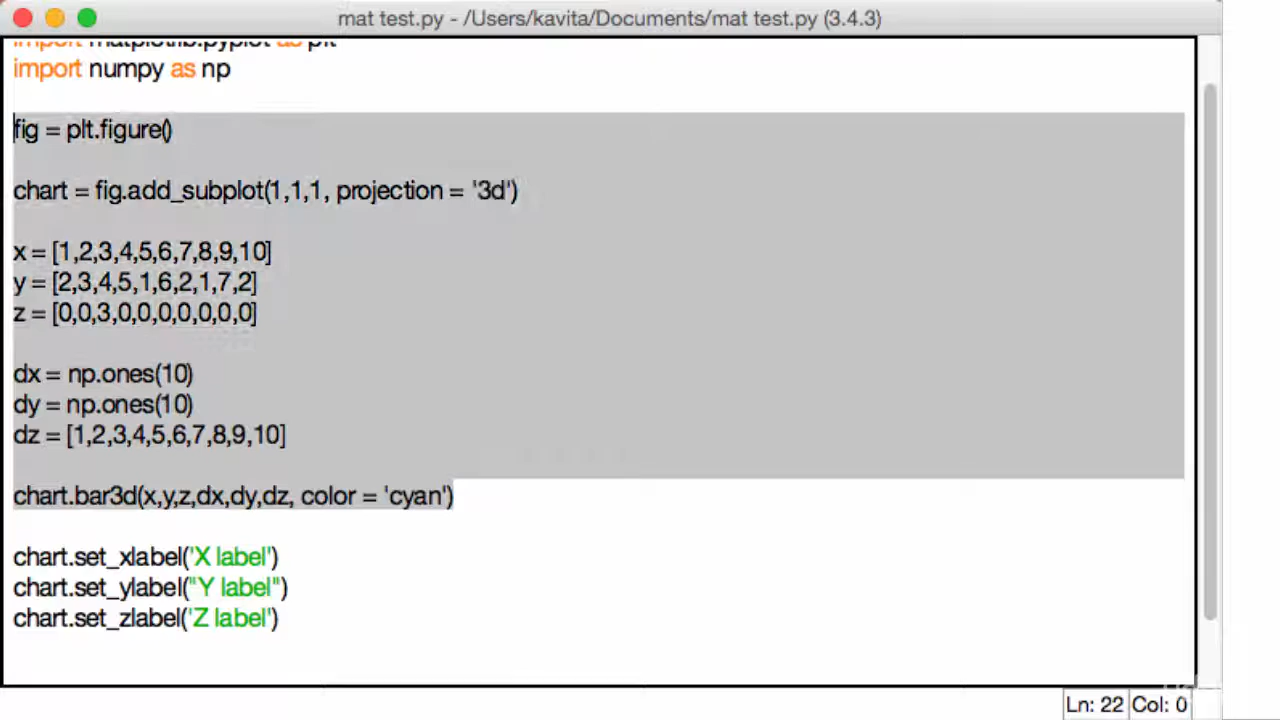 mat test.py - /Users/kavita/Documents/mat test.py (3.4.3)
import matplotlib.pyplot as plt
import numpy as np
fig = plt.figure()
chart = fig.add_subplot(1,1,1, projection = '3d')
x = [1,2,3,4,5,6,7,8,9,10]
y = [2,3,4,5,1,6,2,1,7,2]
z = [0,0,3,0,0,0,0,0,0,0]
dx = np.ones(10)
dy = np.ones(10)
dz = [1,2,3,4,5,6,7,8,9,10]
chart.bar3d(x,y,z,dx,dy,dz, color = 'cyan')
chart.set_xlabel('X label')
chart.set_ylabel("Y label")
chart.set_zlabel('Z label')
Ln: 22 Col: 0